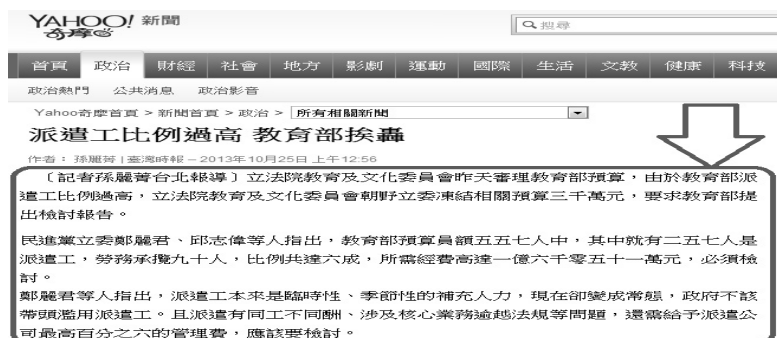 YAHOO! 新聞
奇摩
搜尋
首頁 政治 財經 社會 地方 影劇 運動 國際 生活 文教 健康 科技
政治熱門 公共消息 政治影音
Yahoo奇摩首頁 > 新聞首頁 > 政治 > 所有相關新聞
派遣工比例過高 教育部挨轟
作者： 孫麗菁 | 臺灣時報 – 2013年10月25日 上午12:56
〔記者孫麗菁台北報導〕立法院教育及文化委員會昨天審理教育部預算，由於教育部派
遣工比例過高，立法院教育及文化委員會朝野立委凍結相關預算三千萬元，要求教育部提
出檢討報告。
民進黨立委鄭麗君、邱志偉等人指出，教育部預算員額五五七人中，其中就有二五七人是
派遣工，勞務承攬九十人，比例共達六成，所需經費高達一億六千零五十一萬元，必須檢
討。
鄭麗君等人指出，派遣工本來是臨時性、季節性的補充人力，現在卻變成常態，政府不該
帶頭濫用派遣工。且派遣有同工不同酬、涉及核心業務逾越法規等問題，還需給予派遣公
司最高百分之六的管理費，應該要檢討。